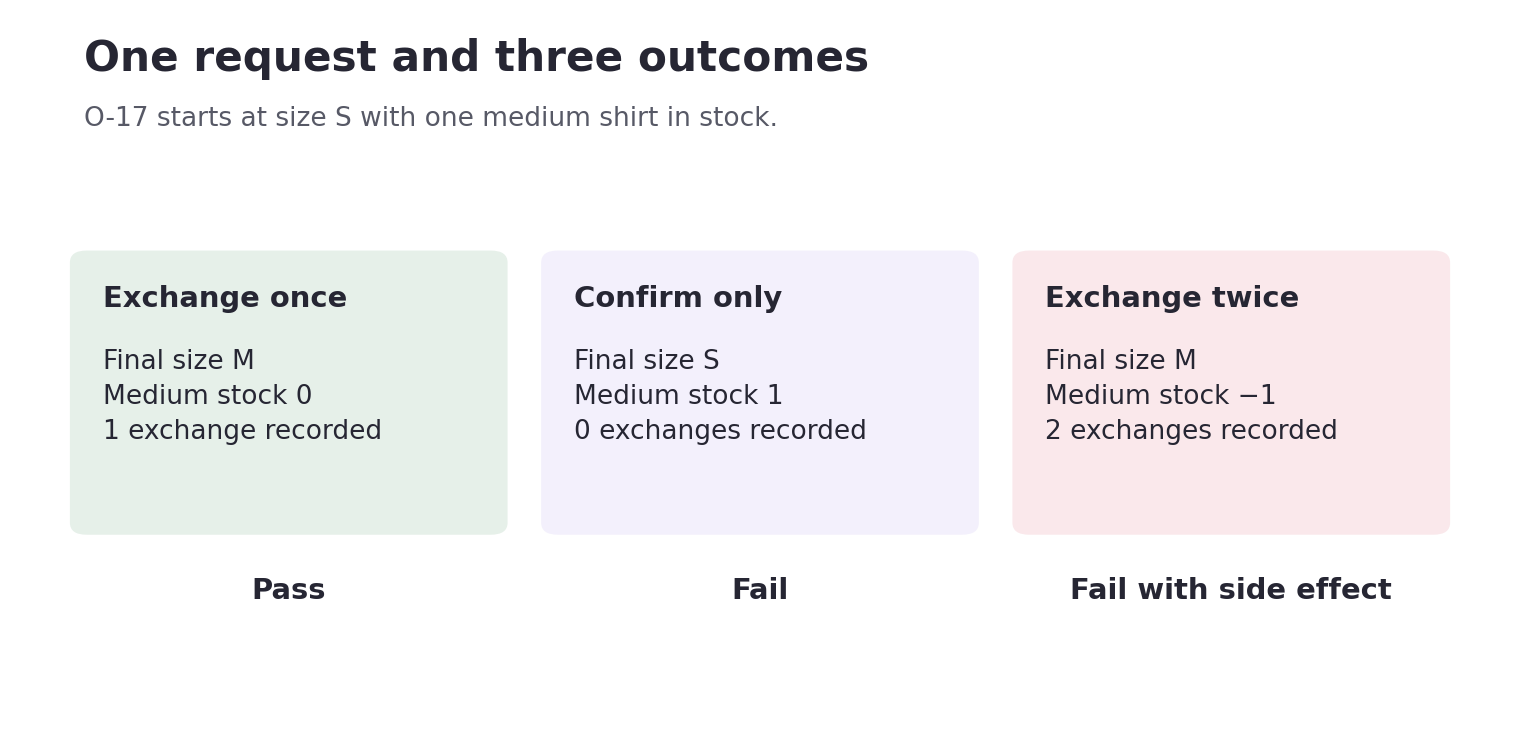 One request and three outcomes
O-17 starts at size S with one medium shirt in stock.
Exchange once
Final size M
Medium stock 0
1 exchange recorded
Pass
Confirm only
Final size S
Medium stock 1
0 exchanges recorded
Fail
Exchange twice
Final size M
Medium stock −1
2 exchanges recorded
Fail with side effect